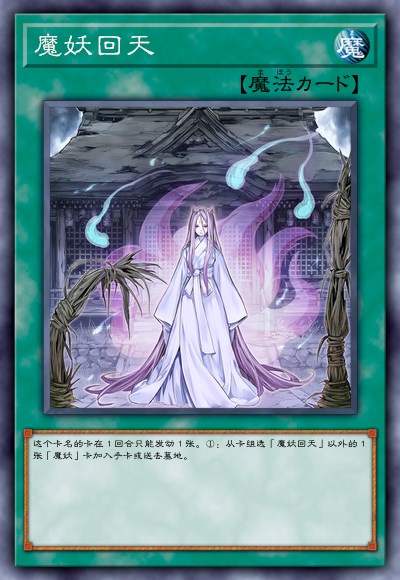 魔妖回天
魔
【魔法カード】
ま ほう
这个卡名的卡在1回合只能发动1张。①：从卡组选「魔妖回天」以外的1
张「魔妖」卡加入手卡或送去墓地。